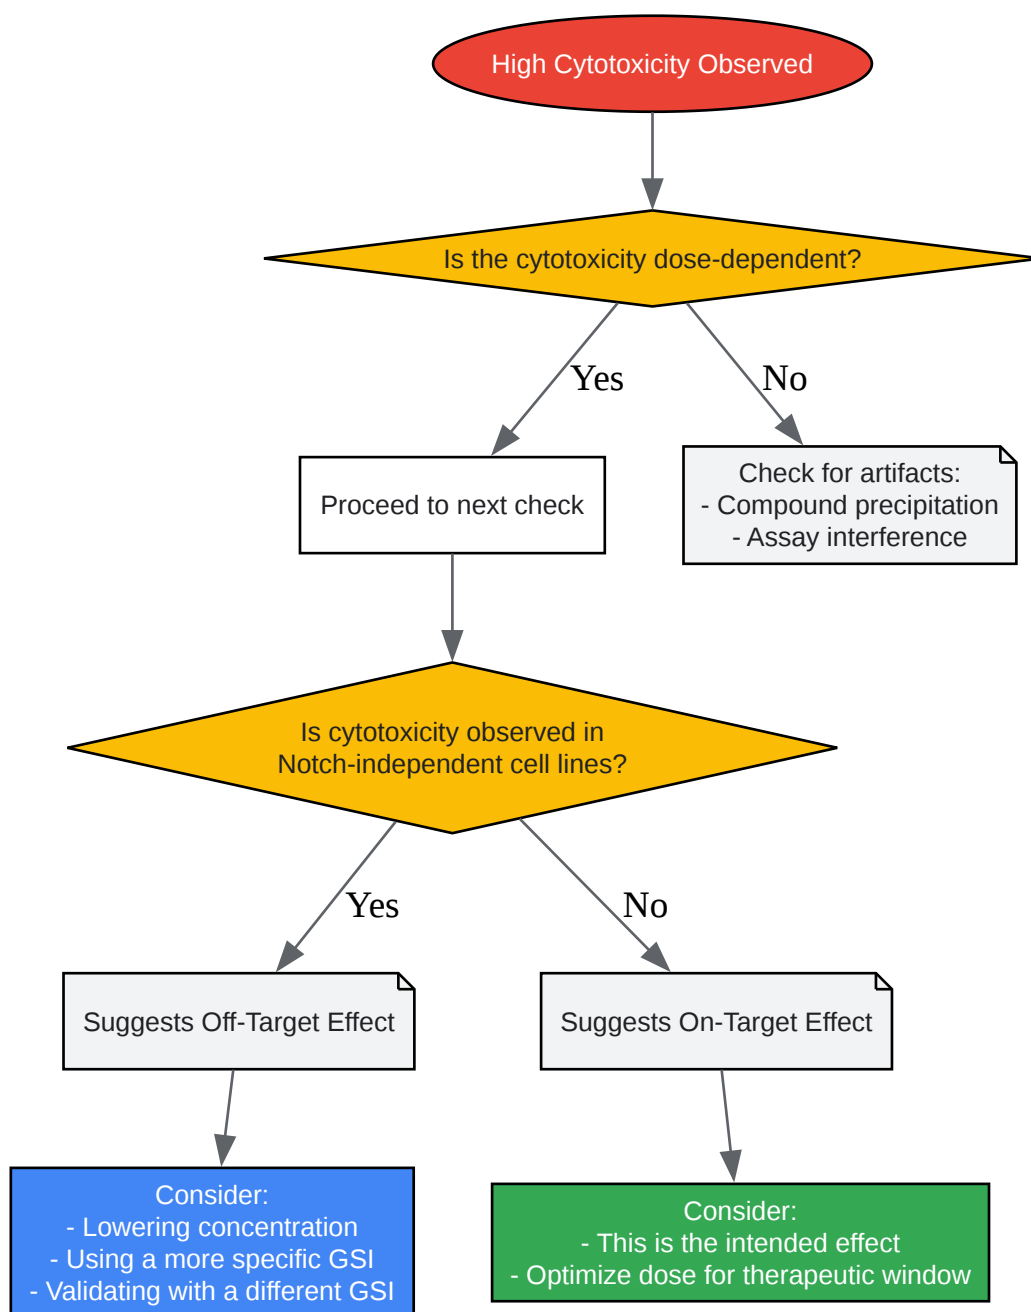 High Cytotoxicity Observed
Is the cytotoxicity dose-dependent?
Yes
No
Proceed to next check
Check for artifacts:
- Compound precipitation
- Assay interference
Is cytotoxicity observed in
Notch-independent cell lines?
Yes
No
Suggests Off-Target Effect
Suggests On-Target Effect
Consider:
- Lowering concentration
- Using a more specific GSI
- Validating with a different GSI
Consider:
- This is the intended effect
- Optimize dose for therapeutic window